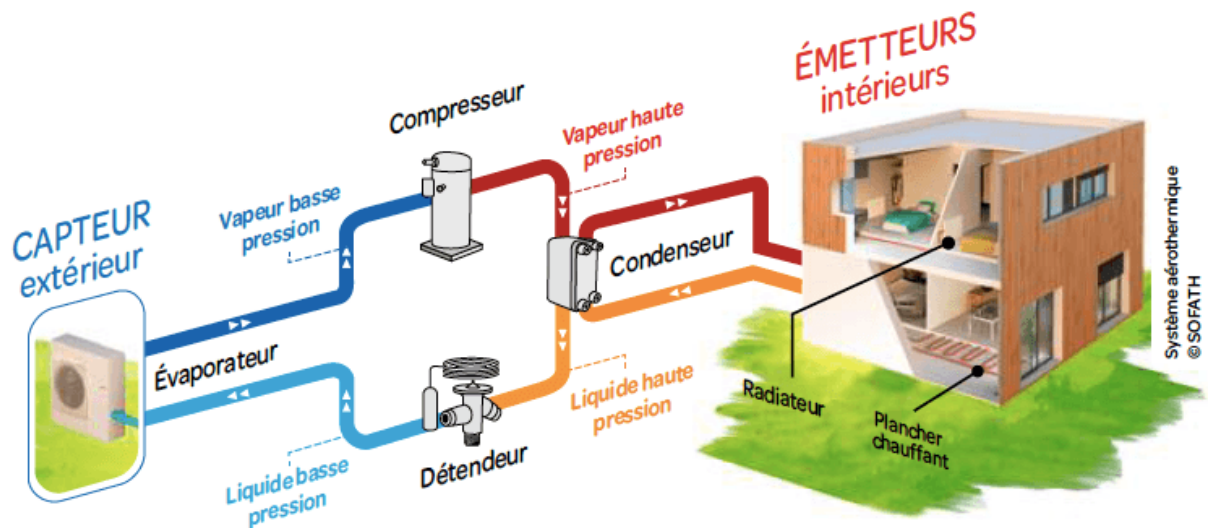 ÉMETTEURS
intérieurs
Compresseur
Vapeur haute
pression
Vapeur basse
pression
CAPTEUR
extérieur
Condenseur
Évaporateur
Système aérothermique
© SOFATH
Radiateur
Plancher
chauffant
Liquide haute
pression
Détendeur
Liquide basse
pression